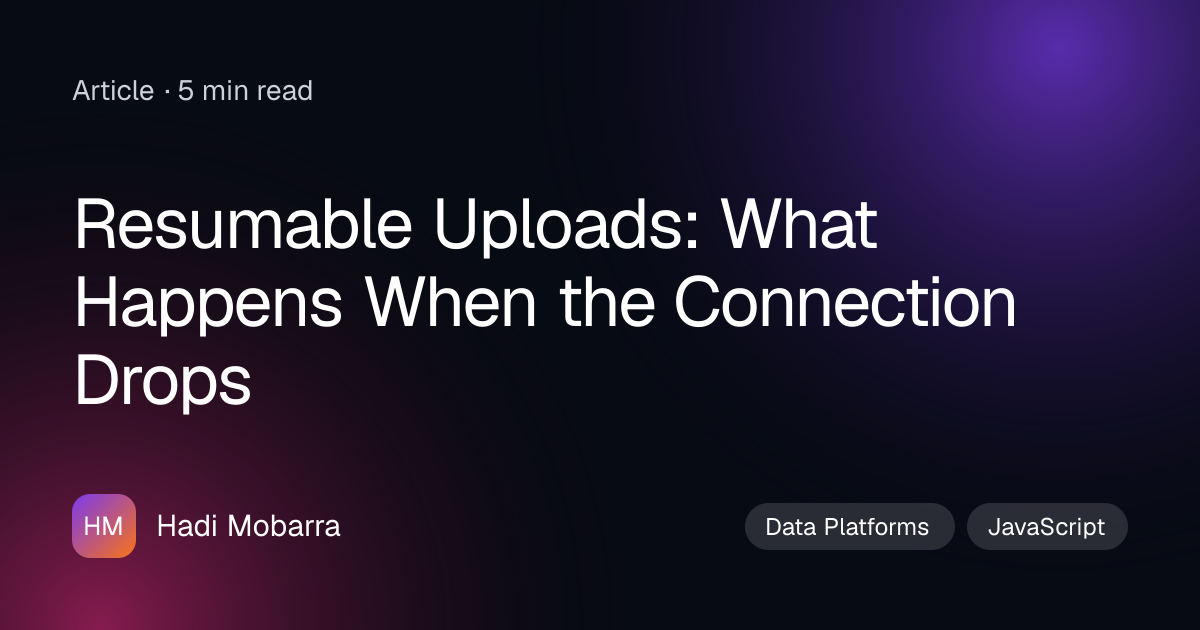 Article · 5 min read
Resumable Uploads: What
Happens When the Connection
Drops
HM
Hadi Mobarra
Data Platforms
JavaScript